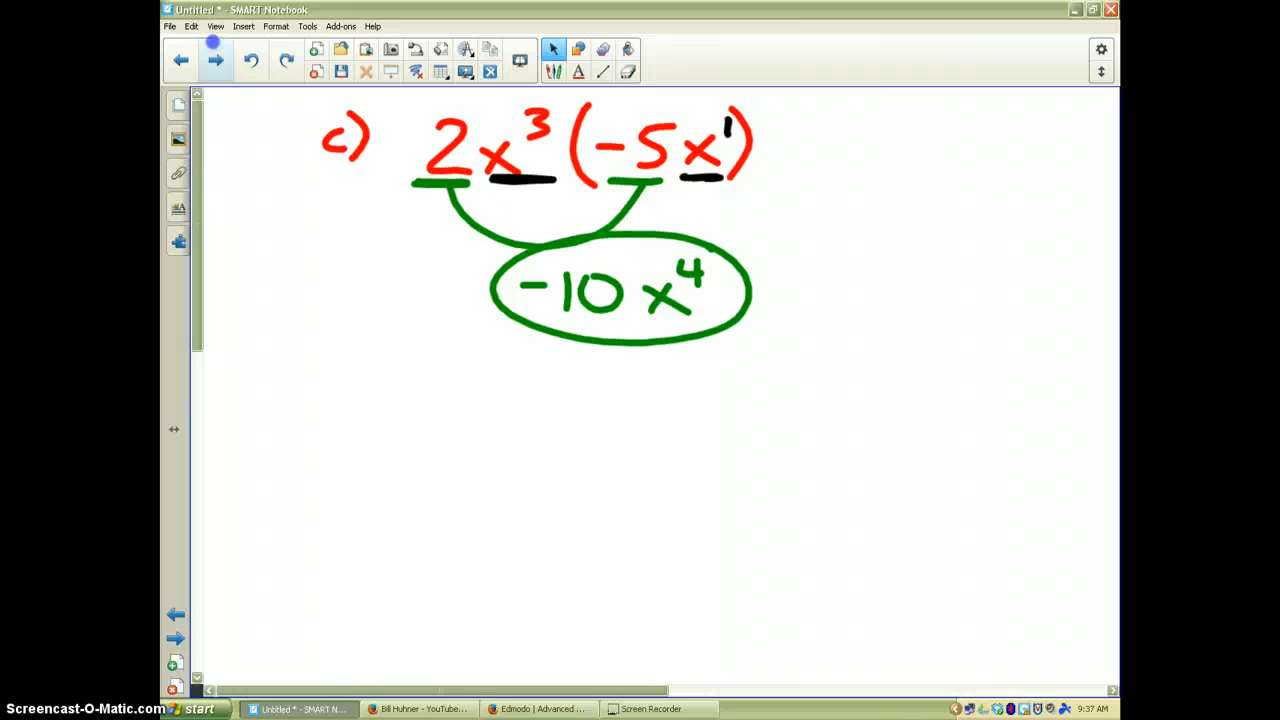 Untitled * - SMART Notebook
File Edit View Insert Format Tools Add-ons Help
c) 2x³(-5x¹)
-10x⁴
Screencast-O-Matic.com
start
Untitled * - SMART N...
Bill Huhner - YouTube...
Edmodo | Advanced ...
Screen Recorder
9:37 AM